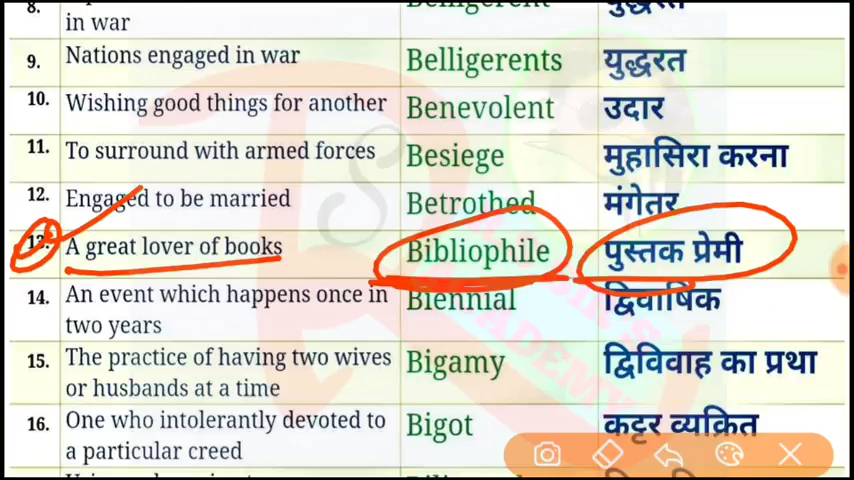 8. Belligerent युद्धरत
in war
9. Nations engaged in war Belligerents युद्धरत
10. Wishing good things for another Benevolent उदार
11. To surround with armed forces Besiege मुहासिरा करना
12. Engaged to be married Betrothed मंगेतर
13. A great lover of books Bibliophile पुस्तक प्रेमी
14. An event which happens once in Biennial द्विवार्षिक
two years
15. The practice of having two wives Bigamy द्विविवाह का प्रथा
or husbands at a time
16. One who intolerantly devoted to Bigot कट्टर व्यक्ति
a particular creed